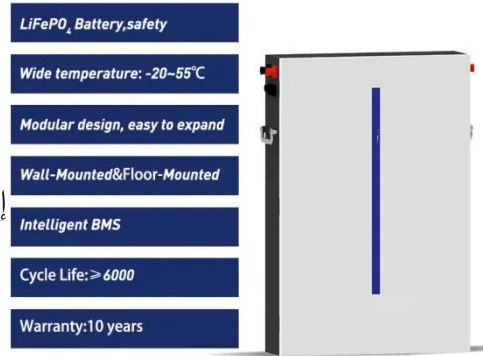 LiFePO₄ Battery,safety
Wide temperature: -20~55℃
Modular design, easy to expand
Wall-Mounted&Floor-Mounted
Intelligent BMS
Cycle Life:≥6000
Warranty:10 years